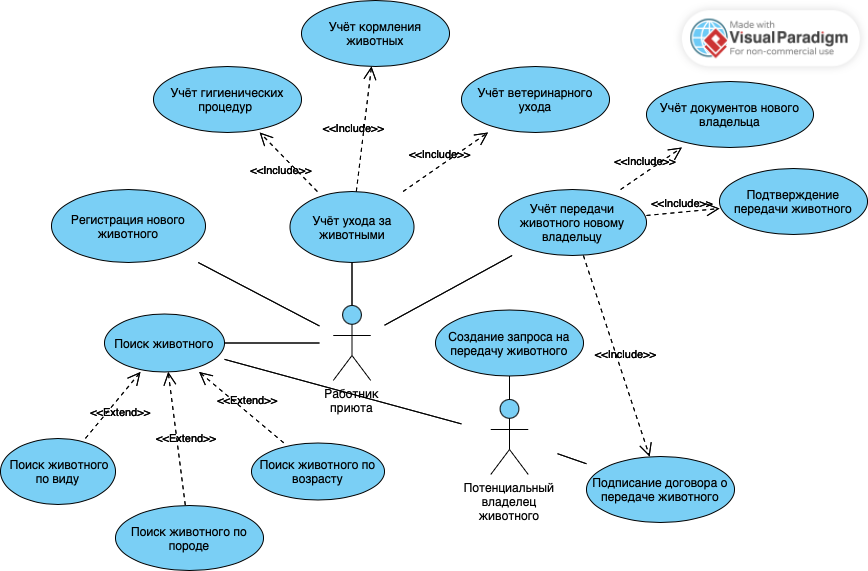 Made with
VisualParadigm
For non-commercial use
Учёт кормления
животных
Учёт гигиенических
процедур
Учёт ветеринарного
ухода
Учёт документов нового
владельца
<<Include>>
<<Include>>
<<Include>>
<<Include>>
<<Include>>
Подтверждение
передачи животного
Регистрация нового
животного
Учёт ухода за
животными
Учёт передачи
животного новому
владельцу
Поиск животного
Создание запроса на
передачу животного
<<Include>>
Работник
приюта
<<Extend>>
<<Extend>>
<<Extend>>
Поиск животного
по виду
Поиск животного по
возрасту
Поиск животного по
породе
Потенциальный
владелец
животного
Подписание договора о
передаче животного